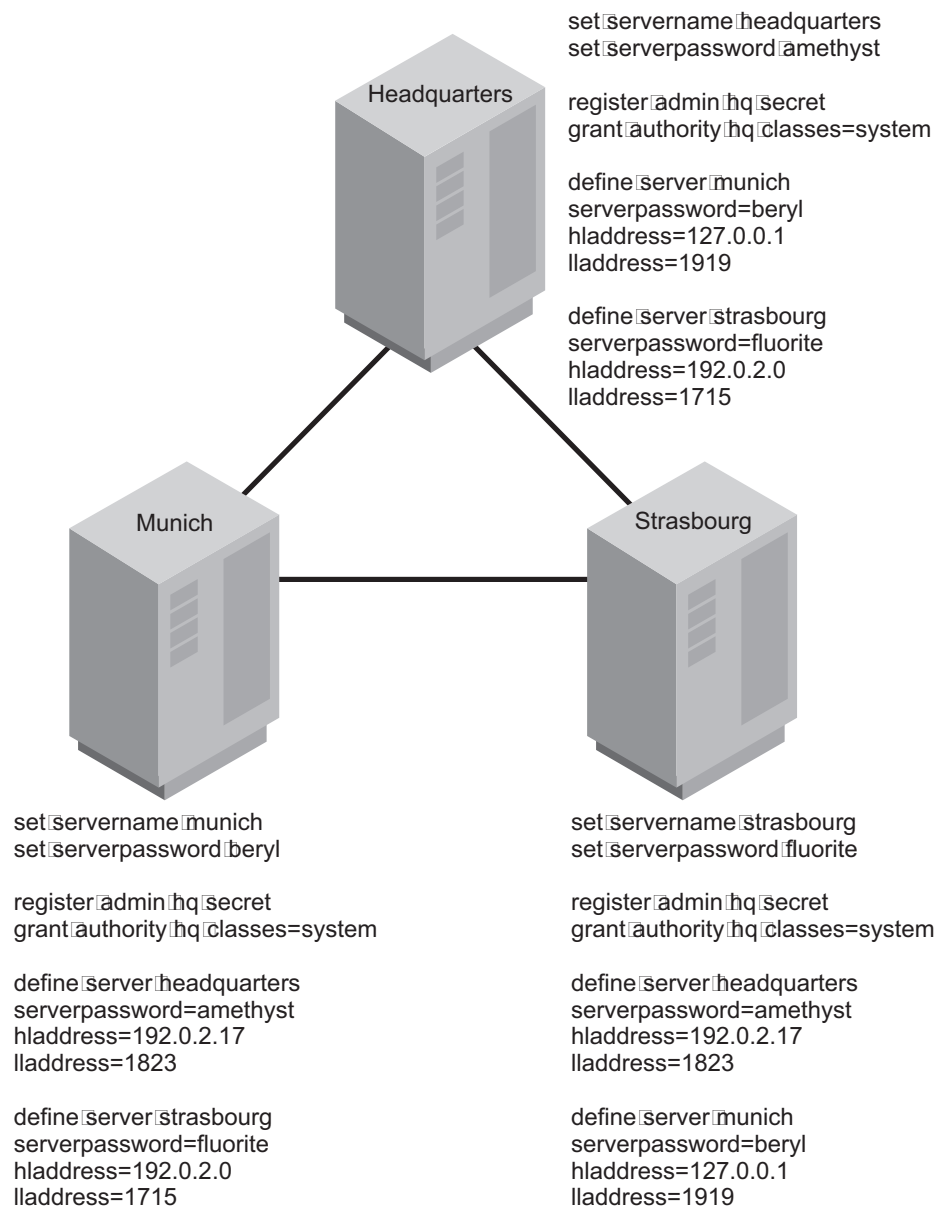 set servername headquarters
set serverpassword amethyst
Headquarters
register admin hq secret
grant authority hq classes=system
define server munich
serverpassword=beryl
hladdress=127.0.0.1
lladdress=1919
define server strasbourg
serverpassword=fluorite
hladdress=192.0.2.0
lladdress=1715
Munich
Strasbourg
set servername munich
set serverpassword beryl
register admin hq secret
grant authority hq classes=system
define server headquarters
serverpassword=amethyst
hladdress=192.0.2.17
lladdress=1823
define server strasbourg
serverpassword=fluorite
hladdress=192.0.2.0
lladdress=1715
set servername strasbourg
set serverpassword fluorite
register admin hq secret
grant authority hq classes=system
define server headquarters
serverpassword=amethyst
hladdress=192.0.2.17
lladdress=1823
define server munich
serverpassword=beryl
hladdress=127.0.0.1
lladdress=1919